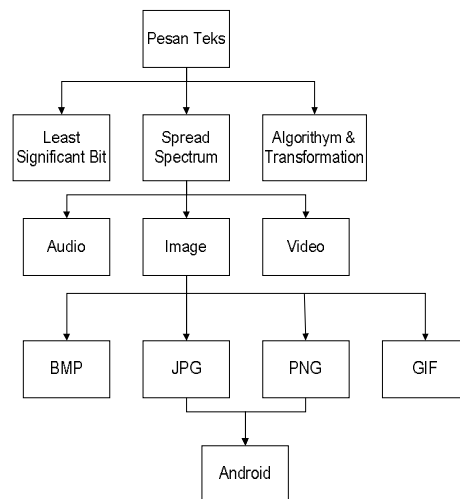 Pesan Teks
Least
Significant Bit
Spread
Spectrum
Algorithym &
Transformation
Audio
Image
Video
BMP
JPG
PNG
GIF
Android